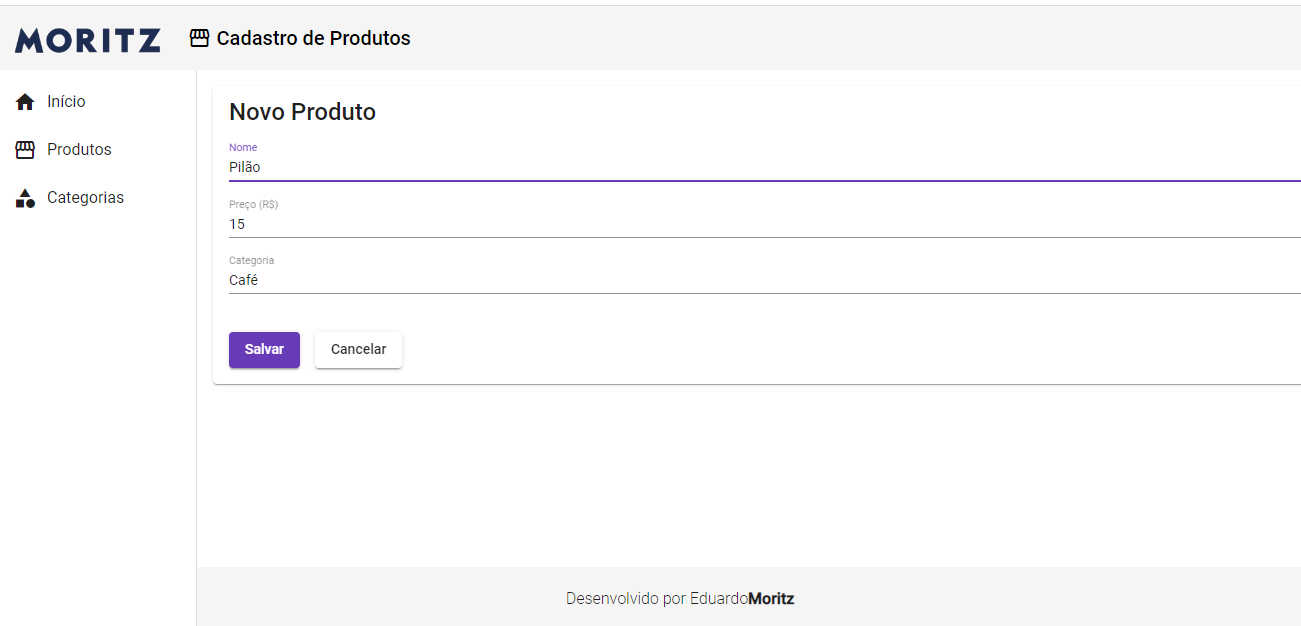 MORITZ
Cadastro de Produtos
Início
Produtos
Categorias
Novo Produto
Nome
Pilão
Preço (R$)
15
Categoria
Café
Salvar Cancelar
Desenvolvido por EduardoMoritz